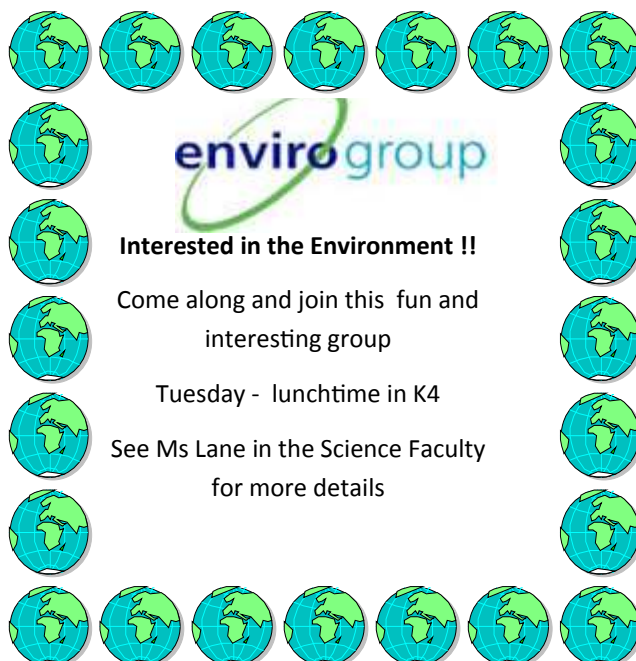 envirogroup
Interested in the Environment !!
Come along and join this  fun and
interesting group
Tuesday -  lunchtime in K4
See Ms Lane in the Science Faculty
for more details